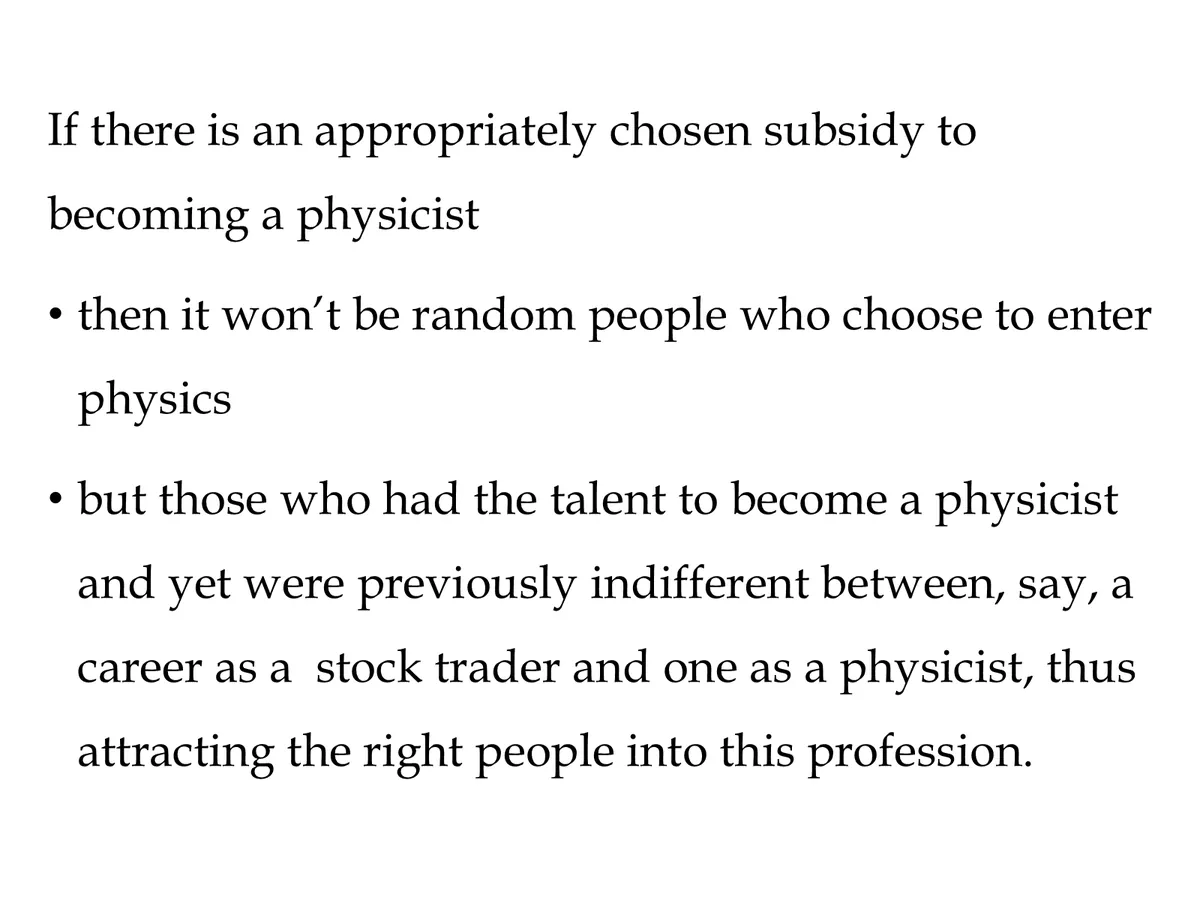 If there is an appropriately chosen subsidy to
becoming a physicist
• then it won’t be random people who choose to enter
physics
• but those who had the talent to become a physicist
and yet were previously indifferent between, say, a
career as a  stock trader and one as a physicist, thus
attracting the right people into this profession.